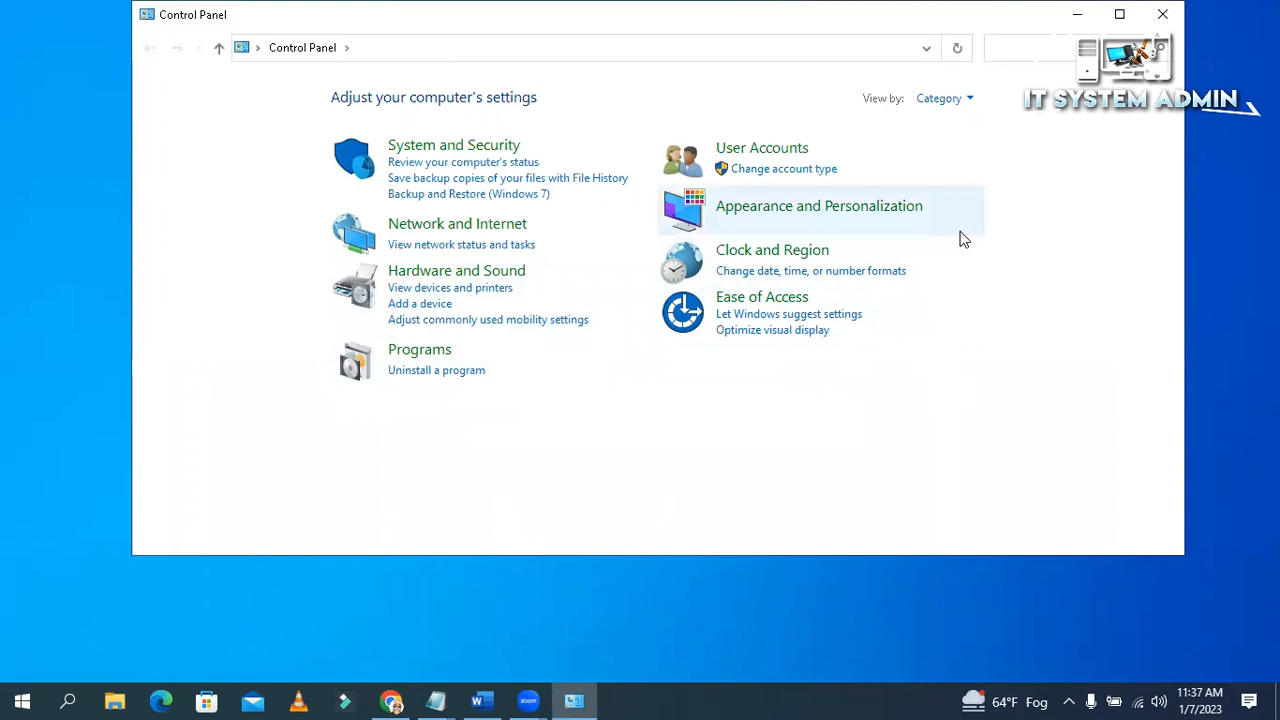 Control Panel
Control Panel
IT SYSTEM ADMIN
Adjust your computer's settings
View by: Category
System and Security
Review your computer's status
Save backup copies of your files with File History
Backup and Restore (Windows 7)
Network and Internet
View network status and tasks
Hardware and Sound
View devices and printers
Add a device
Adjust commonly used mobility settings
Programs
Uninstall a program
User Accounts
Change account type
Appearance and Personalization
Clock and Region
Change date, time, or number formats
Ease of Access
Let Windows suggest settings
Optimize visual display
zoom
64°F Fog
11:37 AM
1/7/2023